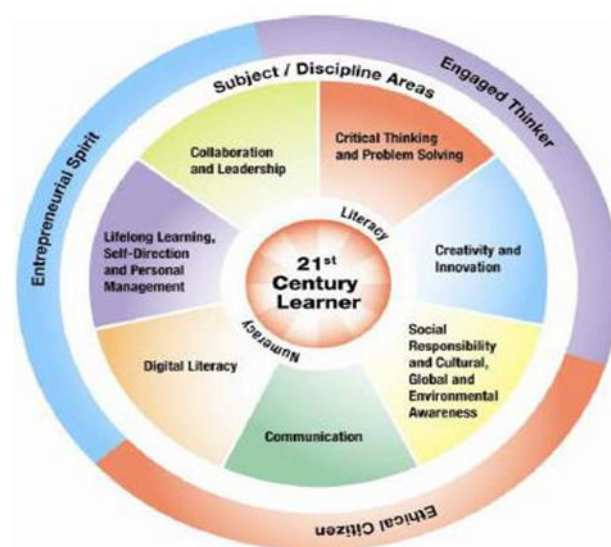 Engaged Thinker
Entrepreneurial Spirit
Subject / Discipline Areas
Collaboration
and Leadership
Critical Thinking
and Problem Solving
Literacy
Lifelong Learning,
Self-Direction
and Personal
Management
21st
Century
Learner
Creativity and
Innovation
Numeracy
Digital Literacy
Social
Responsibility
and Cultural,
Global and
Environmental
Awareness
Communication
Ethical Citizen